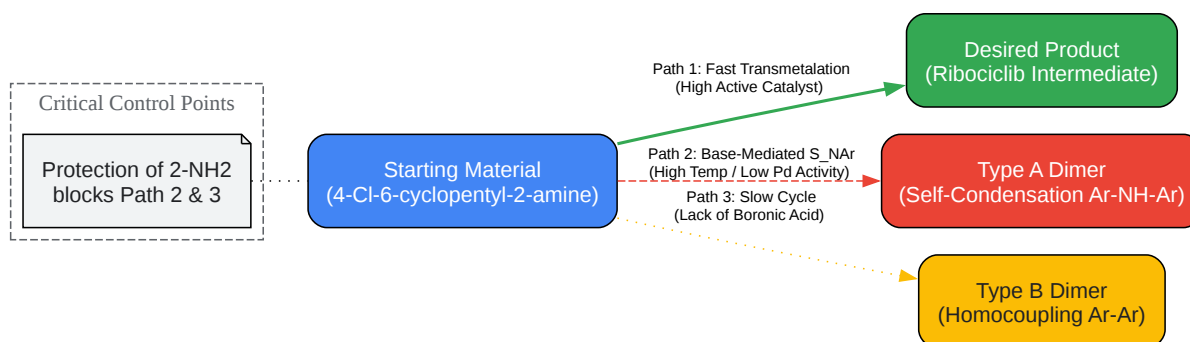 Critical Control Points
Protection of 2-NH2
blocks Path 2 & 3
Starting Material
(4-Cl-6-cyclopentyl-2-amine)
Path 1: Fast Transmetalation
(High Active Catalyst)
Path 2: Base-Mediated S_NAr
(High Temp / Low Pd Activity)
Path 3: Slow Cycle
(Lack of Boronic Acid)
Desired Product
(Ribociclib Intermediate)
Type A Dimer
(Self-Condensation Ar-NH-Ar)
Type B Dimer
(Homocoupling Ar-Ar)